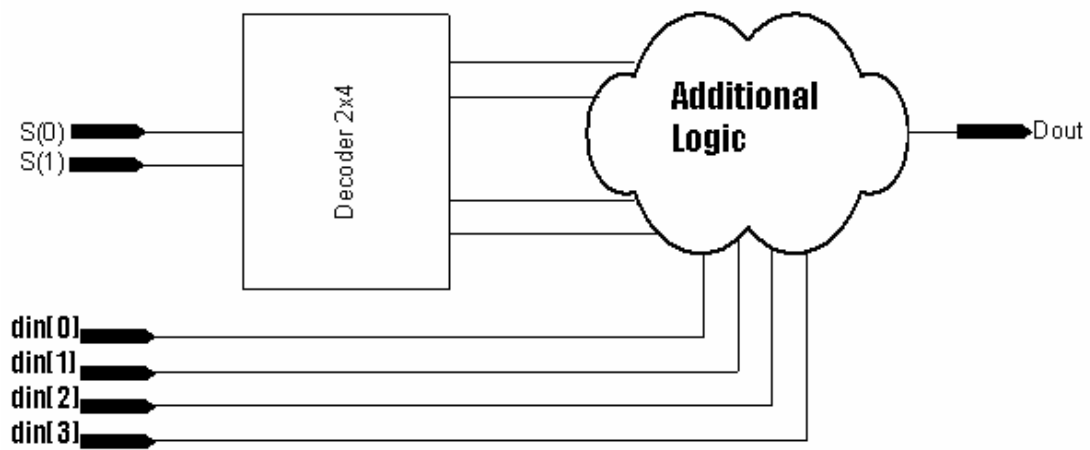 S(0)
S(1)
Decoder 2x4
Additional
Logic
Dout
din[0]
din[1]
din[2]
din[3]